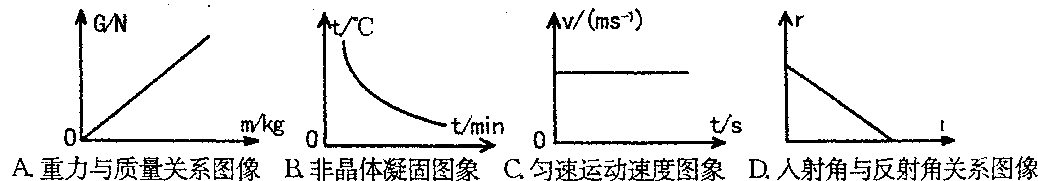 G/N
0
m/kg
t/℃
0
t/min
v/(ms⁻¹)
0
t/s
r
0
i
A.重力与质量关系图像
B.非晶体凝固图象
C.匀速运动速度图象
D.入射角与反射角关系图像